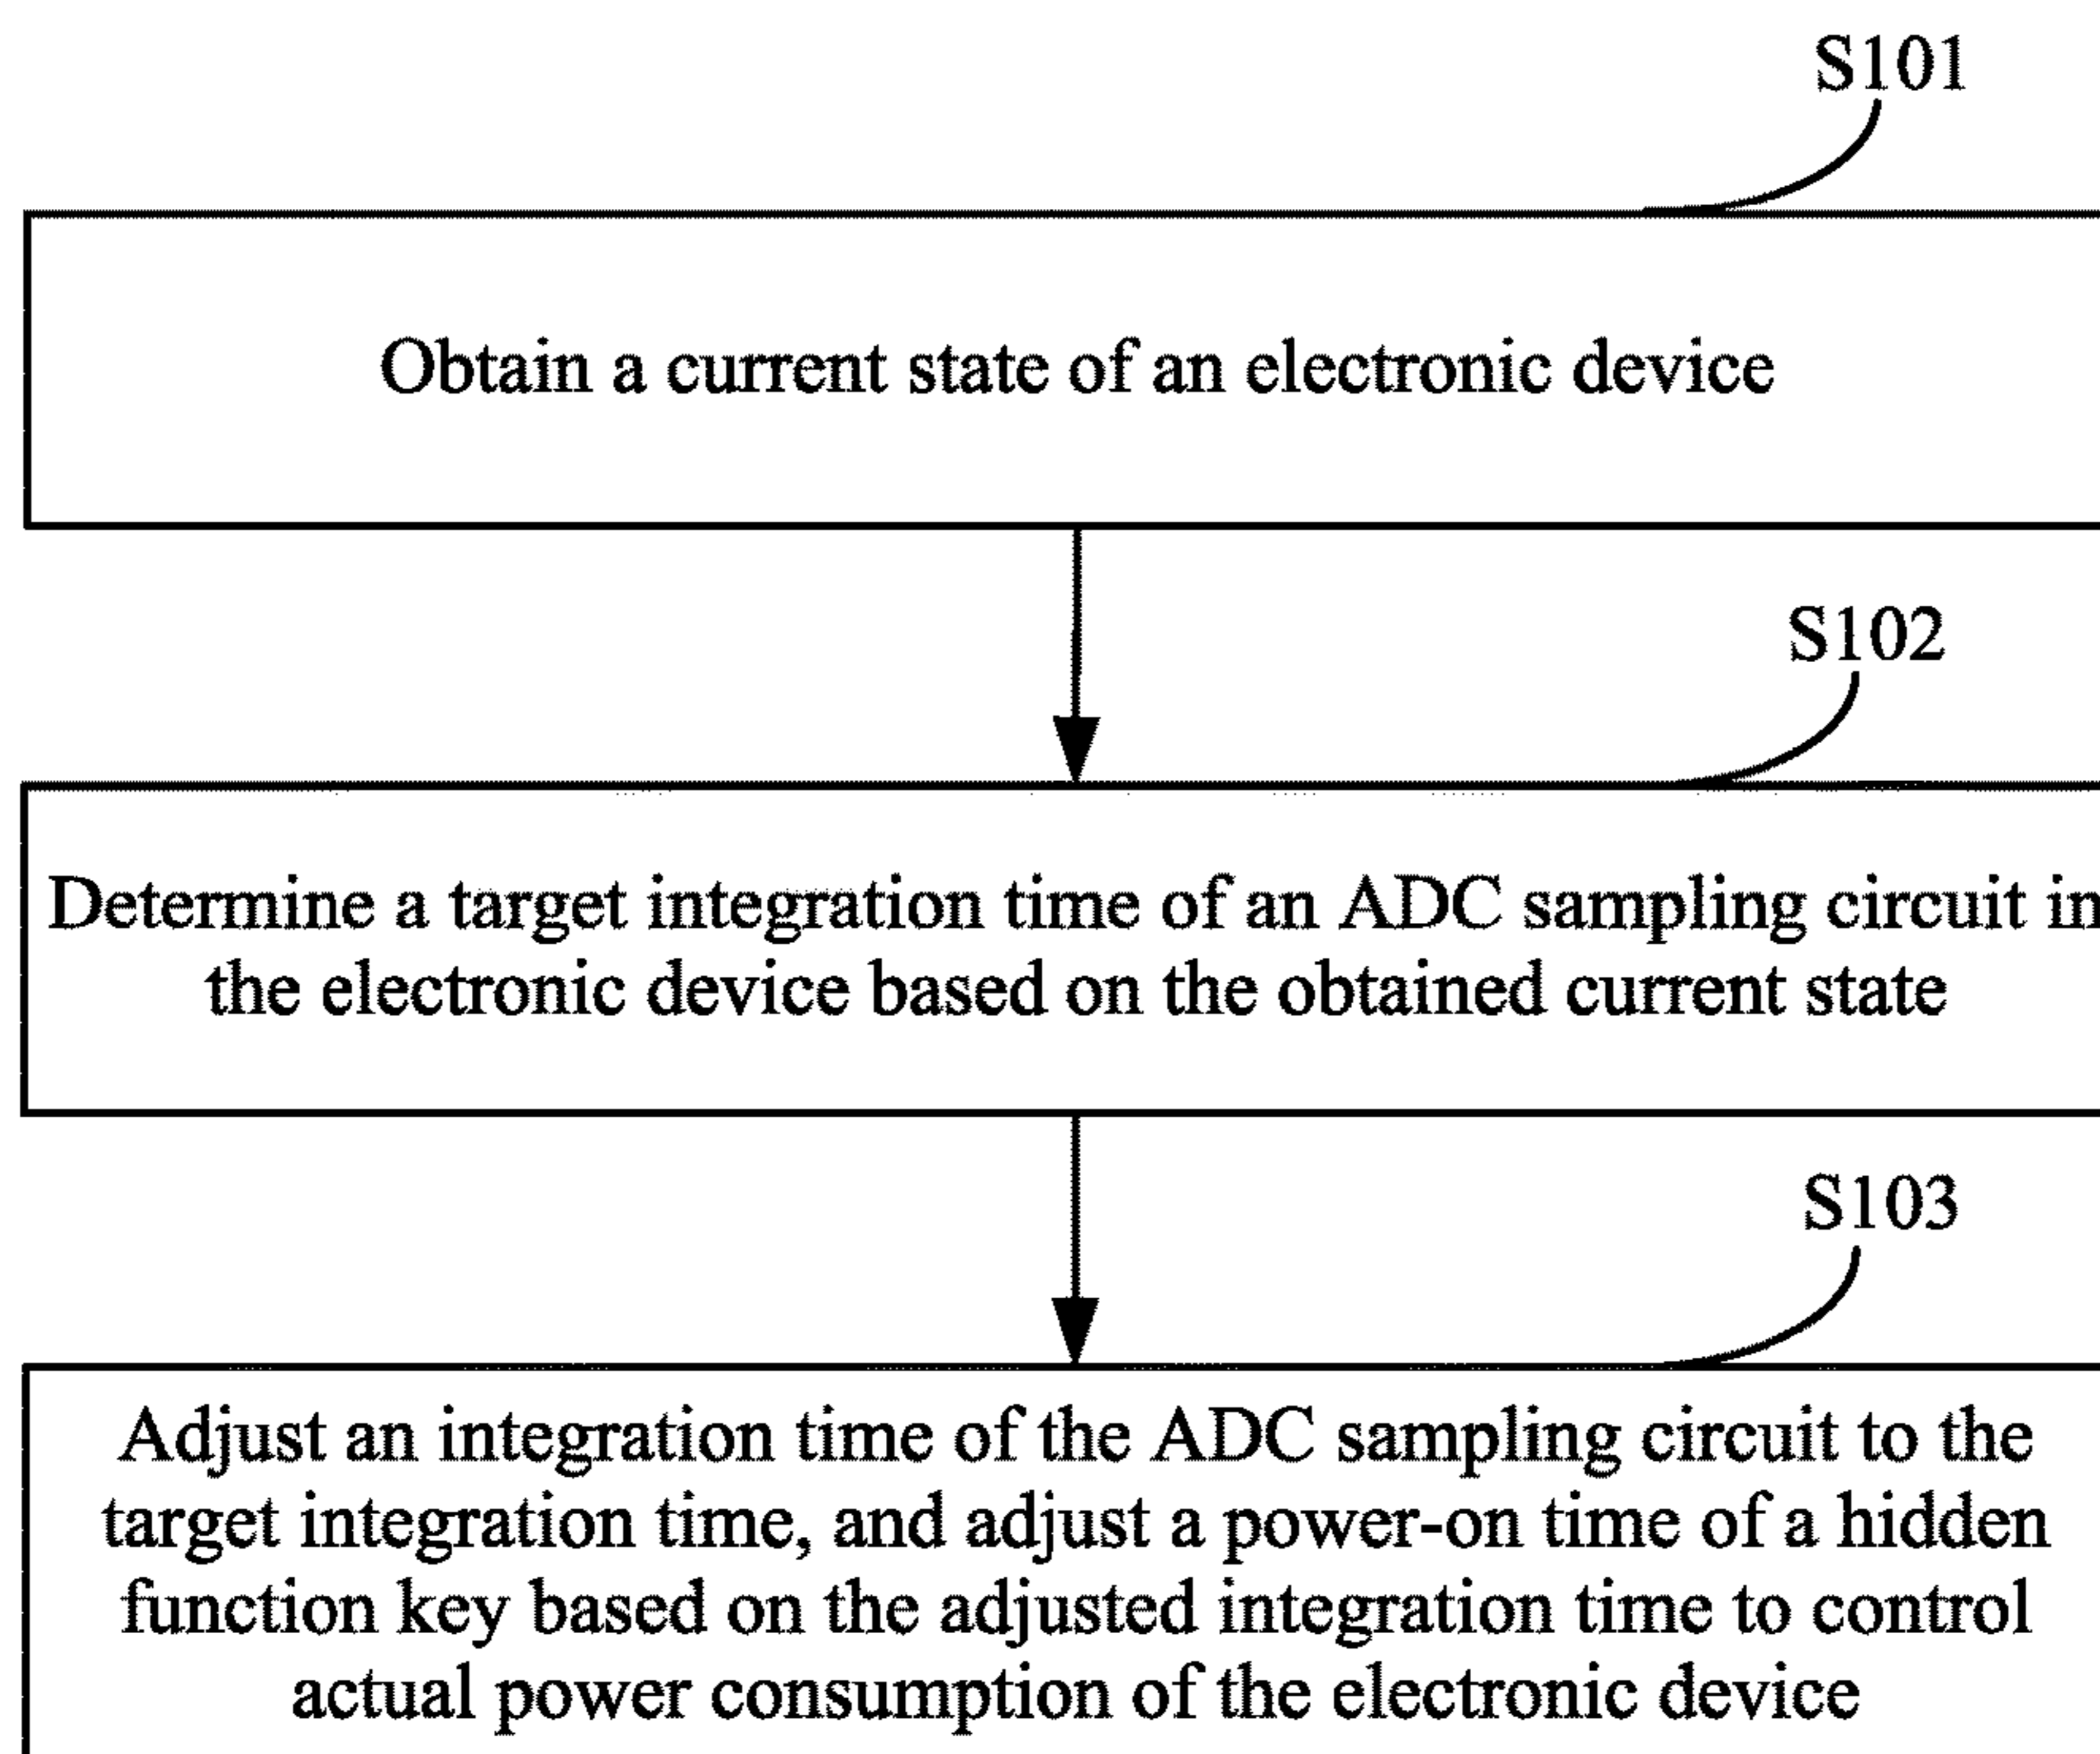 S101
Obtain a current state of an electronic device
S102
Determine a target integration time of an ADC sampling circuit in
the electronic device based on the obtained current state
S103
Adjust an integration time of the ADC sampling circuit to the
target integration time, and adjust a power-on time of a hidden
function key based on the adjusted integration time to control
actual power consumption of the electronic device